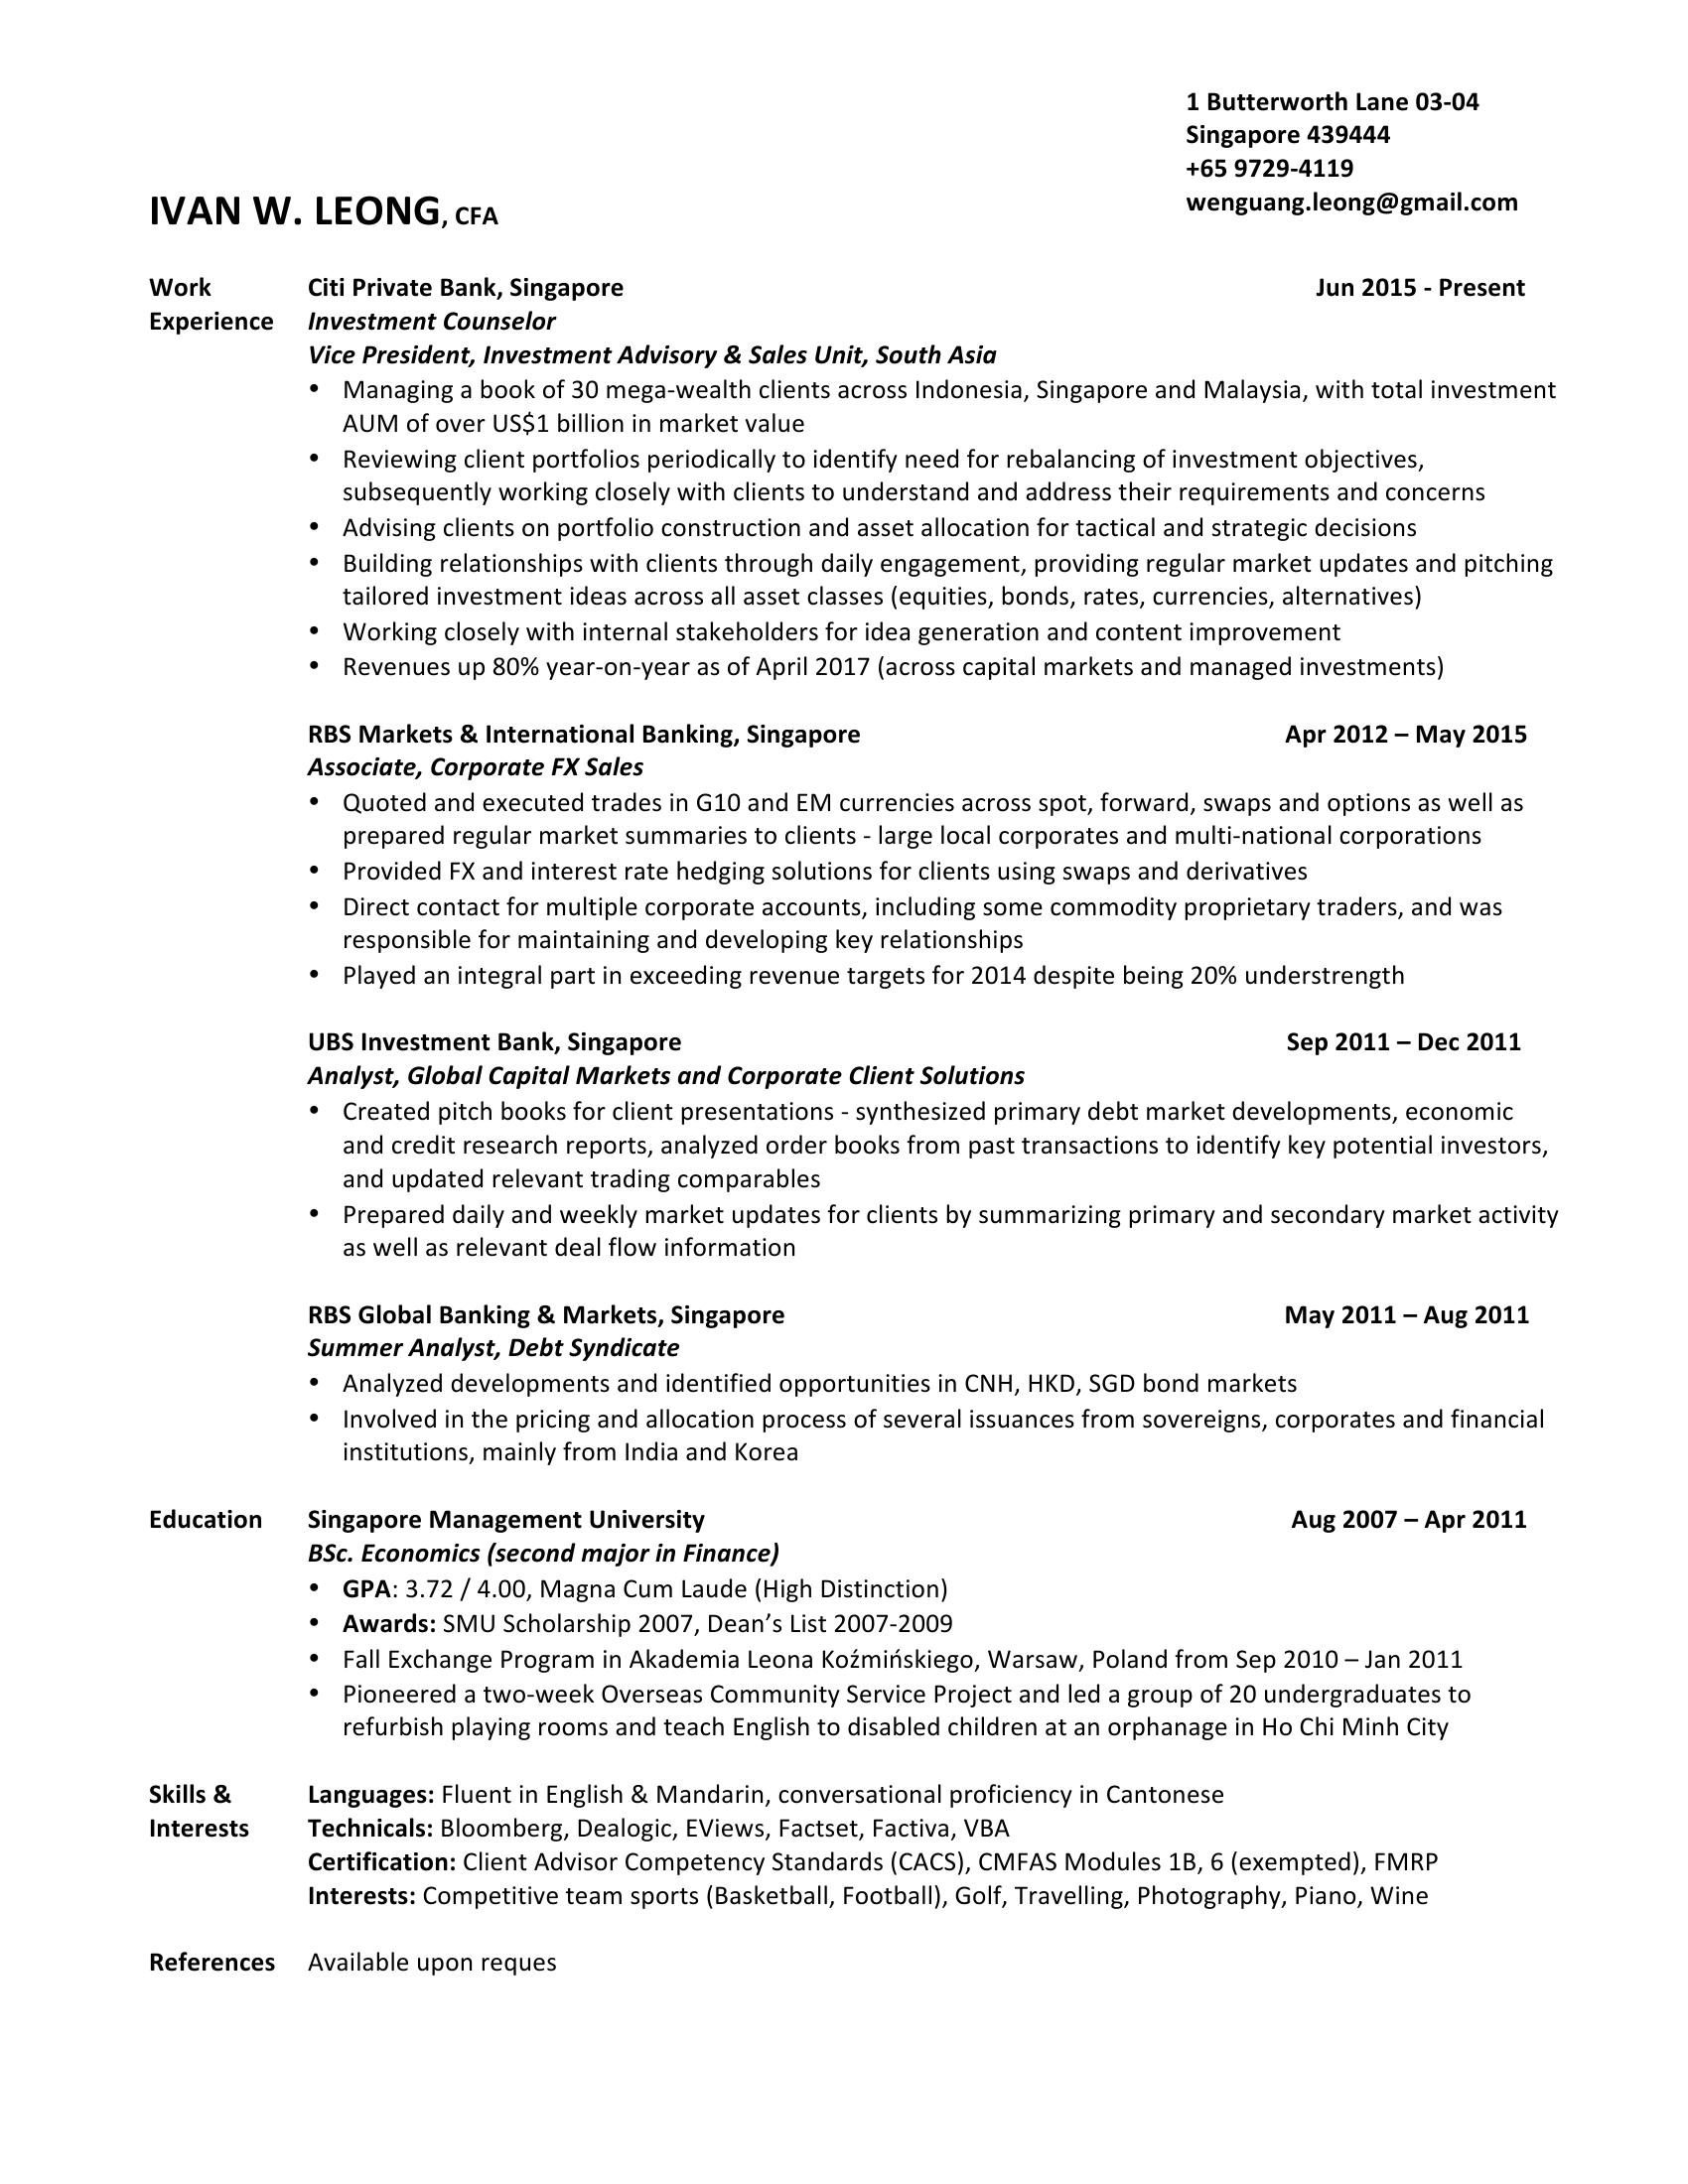 1 Butterworth Lane 03-04
Singapore 439444
+65 9729-4119
wenguang.leong@gmail.com
IVAN W. LEONG, CFA
Work Experience
Citi Private Bank, Singapore Jun 2015 - Present
Investment Counselor
Vice President, Investment Advisory & Sales Unit, South Asia
• Managing a book of 30 mega-wealth clients across Indonesia, Singapore and Malaysia, with total investment
AUM of over US$1 billion in market value
• Reviewing client portfolios periodically to identify need for rebalancing of investment objectives,
subsequently working closely with clients to understand and address their requirements and concerns
• Advising clients on portfolio construction and asset allocation for tactical and strategic decisions
• Building relationships with clients through daily engagement, providing regular market updates and pitching
tailored investment ideas across all asset classes (equities, bonds, rates, currencies, alternatives)
• Working closely with internal stakeholders for idea generation and content improvement
• Revenues up 80% year-on-year as of April 2017 (across capital markets and managed investments)
RBS Markets & International Banking, Singapore Apr 2012 – May 2015
Associate, Corporate FX Sales
• Quoted and executed trades in G10 and EM currencies across spot, forward, swaps and options as well as
prepared regular market summaries to clients - large local corporates and multi-national corporations
• Provided FX and interest rate hedging solutions for clients using swaps and derivatives
• Direct contact for multiple corporate accounts, including some commodity proprietary traders, and was
responsible for maintaining and developing key relationships
• Played an integral part in exceeding revenue targets for 2014 despite being 20% understrength
UBS Investment Bank, Singapore Sep 2011 – Dec 2011
Analyst, Global Capital Markets and Corporate Client Solutions
• Created pitch books for client presentations - synthesized primary debt market developments, economic
and credit research reports, analyzed order books from past transactions to identify key potential investors,
and updated relevant trading comparables
• Prepared daily and weekly market updates for clients by summarizing primary and secondary market activity
as well as relevant deal flow information
RBS Global Banking & Markets, Singapore May 2011 – Aug 2011
Summer Analyst, Debt Syndicate
• Analyzed developments and identified opportunities in CNH, HKD, SGD bond markets
• Involved in the pricing and allocation process of several issuances from sovereigns, corporates and financial
institutions, mainly from India and Korea
Education
Singapore Management University Aug 2007 – Apr 2011
BSc. Economics (second major in Finance)
• GPA: 3.72 / 4.00, Magna Cum Laude (High Distinction)
• Awards: SMU Scholarship 2007, Dean’s List 2007-2009
• Fall Exchange Program in Akademia Leona Koźmińskiego, Warsaw, Poland from Sep 2010 – Jan 2011
• Pioneered a two-week Overseas Community Service Project and led a group of 20 undergraduates to
refurbish playing rooms and teach English to disabled children at an orphanage in Ho Chi Minh City
Skills & Interests
Languages: Fluent in English & Mandarin, conversational proficiency in Cantonese
Technicals: Bloomberg, Dealogic, EViews, Factset, Factiva, VBA
Certification: Client Advisor Competency Standards (CACS), CMFAS Modules 1B, 6 (exempted), FMRP
Interests: Competitive team sports (Basketball, Football), Golf, Travelling, Photography, Piano, Wine
References Available upon reques